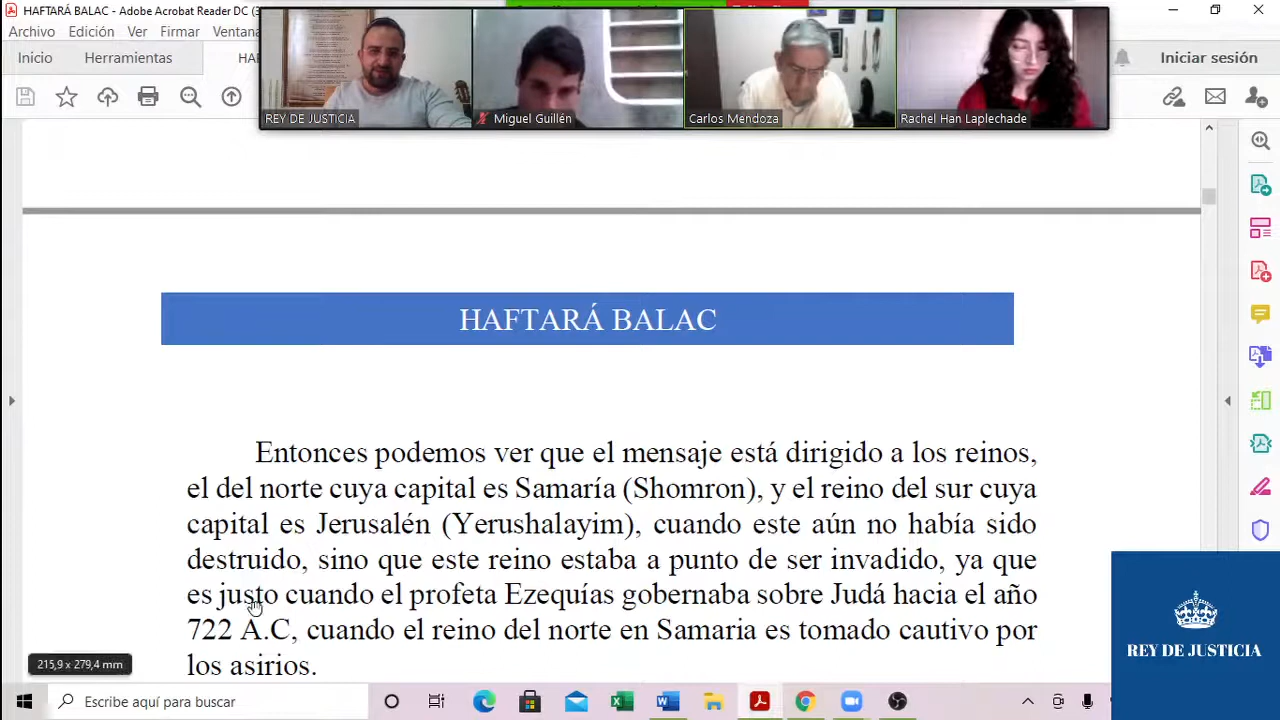 HAFTARÁ BALAC - Adobe Acrobat Reader DC (3
Archivo Edición Ver Firmar Ventana
Inicio Herramientas HA
Iniciar sesión
REY DE JUSTICIA
Miguel Guillén
Carlos Mendoza
Rachel Han Laplechade
HAFTARÁ BALAC
Entonces podemos ver que el mensaje está dirigido a los reinos,
el del norte cuya capital es Samaría (Shomron), y el reino del sur cuya
capital es Jerusalén (Yerushalayim), cuando este aún no había sido
destruido, sino que este reino estaba a punto de ser invadido, ya que
es justo cuando el profeta Ezequías gobernaba sobre Judá hacia el año
722 A.C, cuando el reino del norte en Samaria es tomado cautivo por
los asirios.
215,9 x 279,4 mm
REY DE JUSTICIA
Escribe aquí para buscar